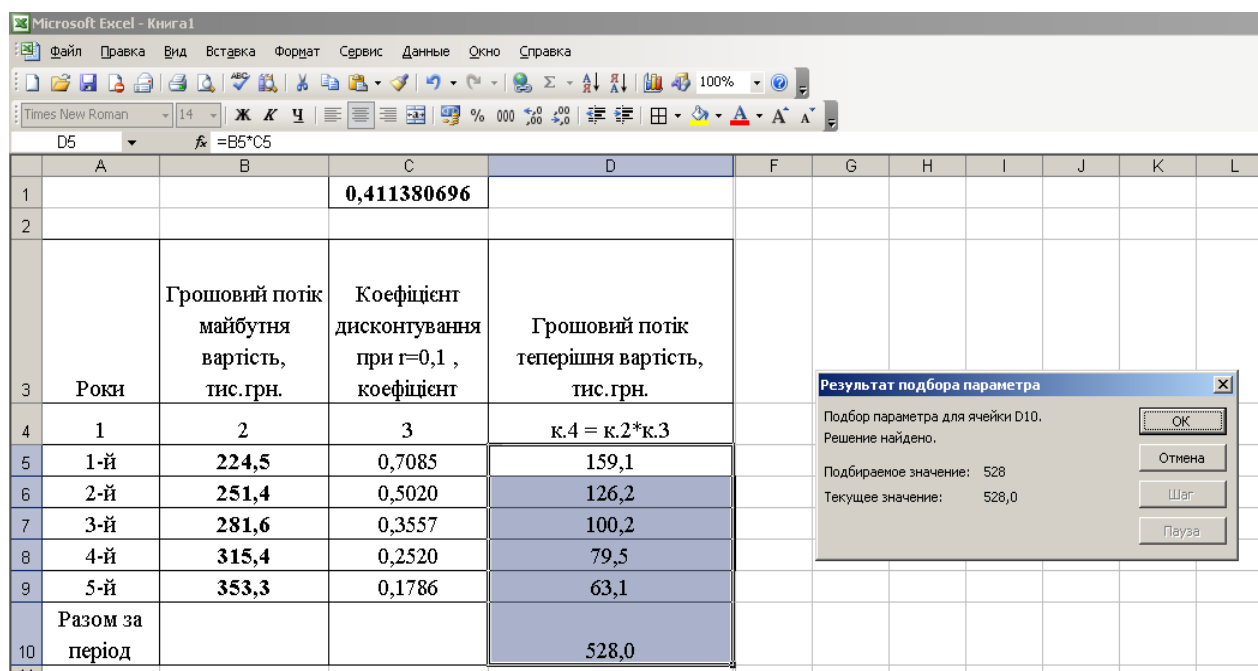 Microsoft Excel - Книга1
Файл Правка Вид Вставка Формат Сервис Данные Окно Справка
100%
Times New Roman 14 Ж К Ч % 000
D5 fx =B5*C5
A B C D F G H I J K L
1 0,411380696
2
Грошовий потік Коефіцієнт
майбутня дисконтування Грошовий потік
вартість, при r=0,1 , теперішня вартість,
3 Роки тис.грн. коефіцієнт тис.грн.
4 1 2 3 к.4 = к.2*к.3
5 1-й 224,5 0,7085 159,1
6 2-й 251,4 0,5020 126,2
7 3-й 281,6 0,3557 100,2
8 4-й 315,4 0,2520 79,5
9 5-й 353,3 0,1786 63,1
Разом за
10 період 528,0
Результат подбора параметра
Подбор параметра для ячейки D10.
Решение найдено.
Подбираемое значение: 528
Текущее значение: 528,0
ОК
Отмена
Шаг
Пауза